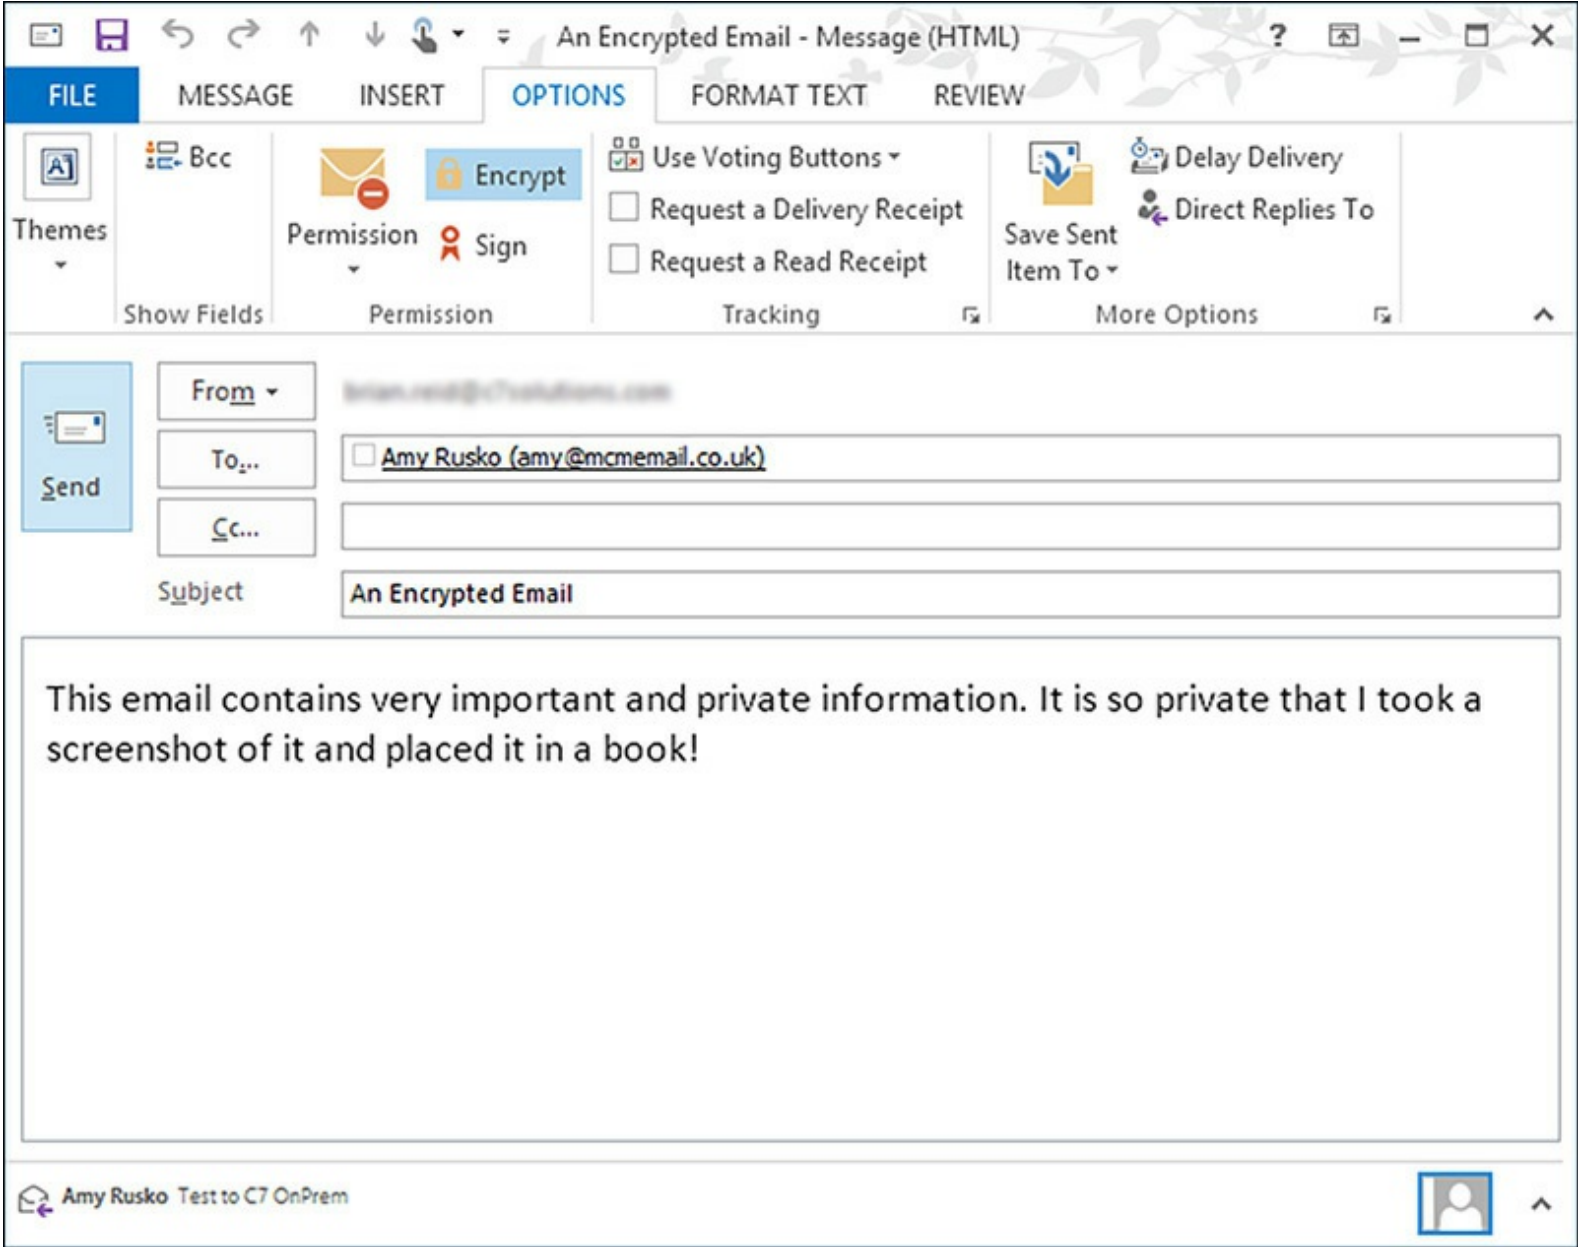 An Encrypted Email - Message (HTML) ?
FILE MESSAGE INSERT OPTIONS FORMAT TEXT REVIEW
Themes
Bcc
Show Fields
Permission
Encrypt
Sign
Permission
Use Voting Buttons
Request a Delivery Receipt
Request a Read Receipt
Tracking
Save Sent
Item To
Delay Delivery
Direct Replies To
More Options
Send
From
To...
Amy Rusko (amy@mcmemail.co.uk)
Cc...
Subject
An Encrypted Email
This email contains very important and private information. It is so private that I took a
screenshot of it and placed it in a book!
Amy Rusko Test to C7 OnPrem